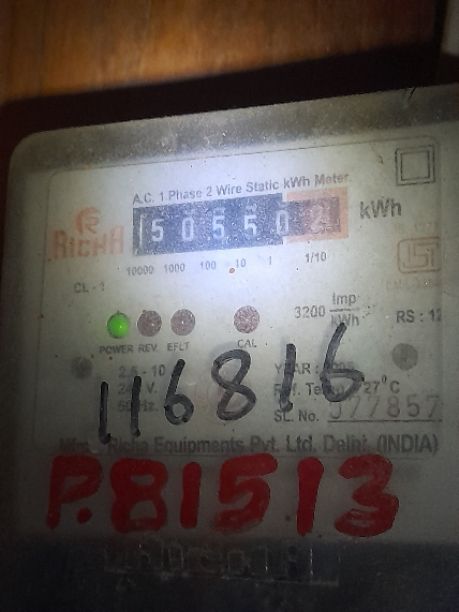 A.C. 1 Phase 2 Wire Static kWh Meter
RICHA
505502 kWh
10000 1000 100 10 1 1/10
CL - 1
3200 Imp/kWh
RS : 12
POWER REV. EFLT CAL
116816
27°C
SL. No. 577857
Richa Equipments Pvt. Ltd. Delhi. (INDIA)
P.81513